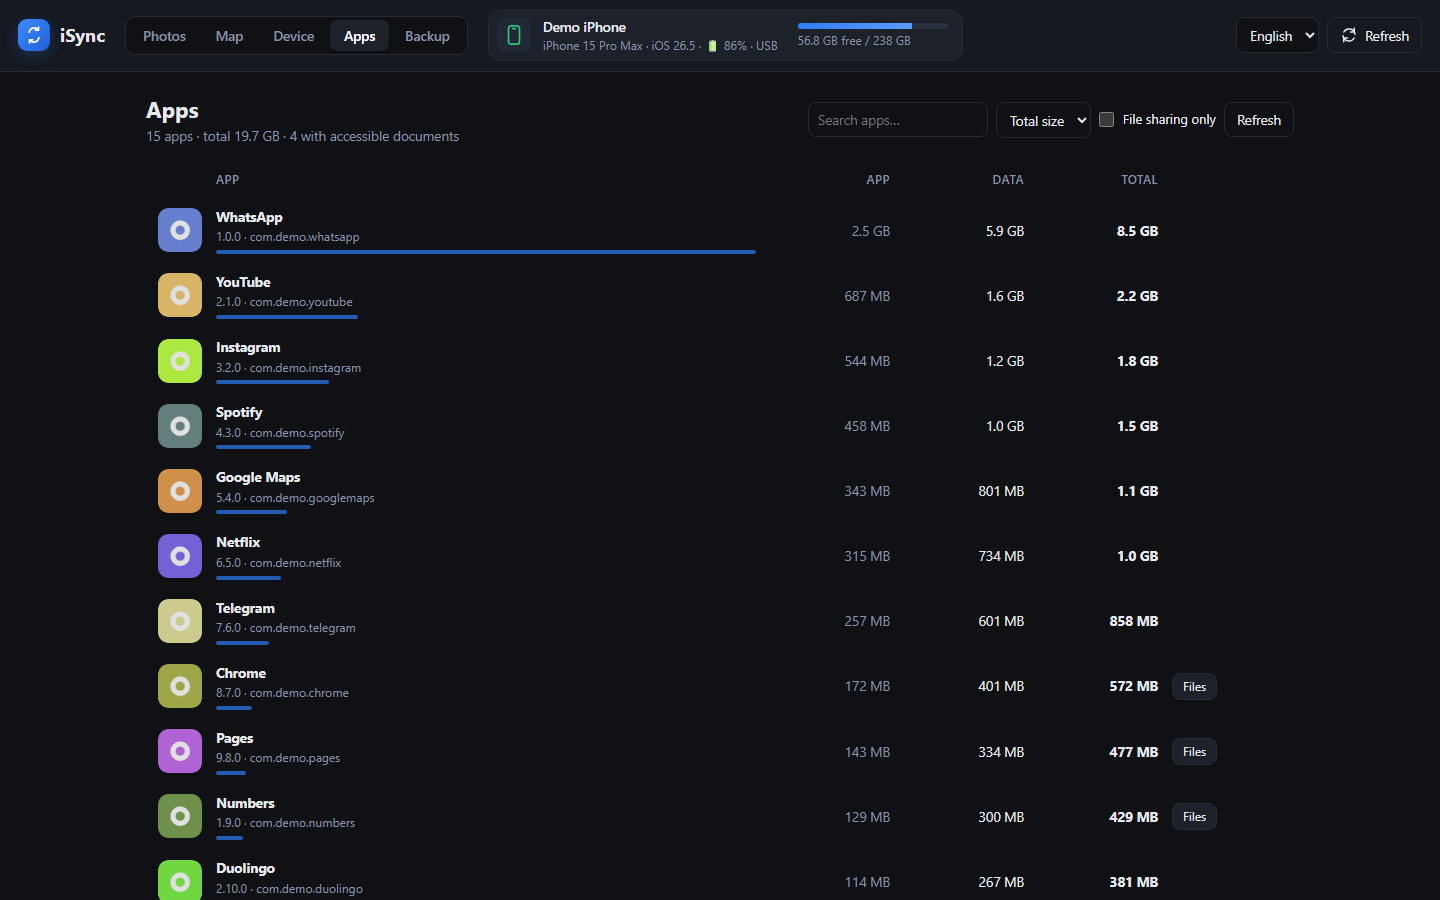 iSync
Photos
Map
Device
Apps
Backup
Demo iPhone
iPhone 15 Pro Max · iOS 26.5 · 🔋 86% · USB
56.8 GB free / 238 GB
English
Refresh
Apps
15 apps · total 19.7 GB · 4 with accessible documents
Search apps...
Total size
File sharing only
Refresh
APP APP DATA TOTAL
WhatsApp
1.0.0 · com.demo.whatsapp
2.5 GB 5.9 GB 8.5 GB
YouTube
2.1.0 · com.demo.youtube
687 MB 1.6 GB 2.2 GB
Instagram
3.2.0 · com.demo.instagram
544 MB 1.2 GB 1.8 GB
Spotify
4.3.0 · com.demo.spotify
458 MB 1.0 GB 1.5 GB
Google Maps
5.4.0 · com.demo.googlemaps
343 MB 801 MB 1.1 GB
Netflix
6.5.0 · com.demo.netflix
315 MB 734 MB 1.0 GB
Telegram
7.6.0 · com.demo.telegram
257 MB 601 MB 858 MB
Chrome
8.7.0 · com.demo.chrome
172 MB 401 MB 572 MB Files
Pages
9.8.0 · com.demo.pages
143 MB 334 MB 477 MB Files
Numbers
1.9.0 · com.demo.numbers
129 MB 300 MB 429 MB Files
Duolingo
2.10.0 · com.demo.duolingo
114 MB 267 MB 381 MB